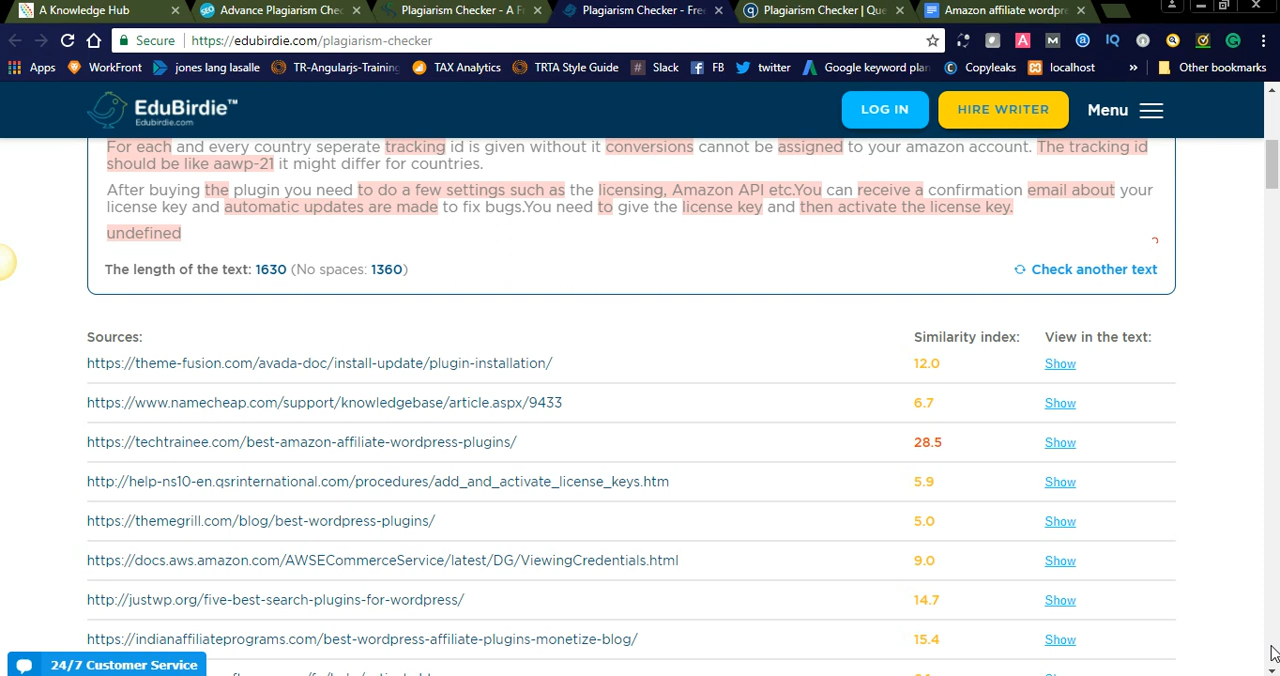 A Knowledge Hub
Advance Plagiarism Che
Plagiarism Checker - A F
Plagiarism Checker - Free
Plagiarism Checker | Que
Amazon affiliate wordpre
Secure
https://edubirdie.com/plagiarism-checker
Apps
WorkFront
jones lang lasalle
TR-Angularjs-Training
TAX Analytics
TRTA Style Guide
Slack
FB
twitter
Google keyword plan
Copyleaks
localhost
Other bookmarks
EduBirdie™
Edubirdie.com
LOG IN
HIRE WRITER
Menu
For each and every country seperate tracking id is given without it conversions cannot be assigned to your amazon account. The tracking id
should be like aawp-21 it might differ for countries.
After buying the plugin you need to do a few settings such as the licensing, Amazon API etc.You can receive a confirmation email about your
license key and automatic updates are made to fix bugs.You need to give the license key and then activate the license key.
undefined
The length of the text: 1630 (No spaces: 1360)
Check another text
Sources:
Similarity index:
View in the text:
https://theme-fusion.com/avada-doc/install-update/plugin-installation/
12.0
Show
https://www.namecheap.com/support/knowledgebase/article.aspx/9433
6.7
Show
https://techtrainee.com/best-amazon-affiliate-wordpress-plugins/
28.5
Show
http://help-ns10-en.qsrinternational.com/procedures/add_and_activate_license_keys.htm
5.9
Show
https://themegrill.com/blog/best-wordpress-plugins/
5.0
Show
https://docs.aws.amazon.com/AWSECommerceService/latest/DG/ViewingCredentials.html
9.0
Show
http://justwp.org/five-best-search-plugins-for-wordpress/
14.7
Show
https://indianaffiliateprograms.com/best-wordpress-affiliate-plugins-monetize-blog/
15.4
Show
24/7 Customer Service